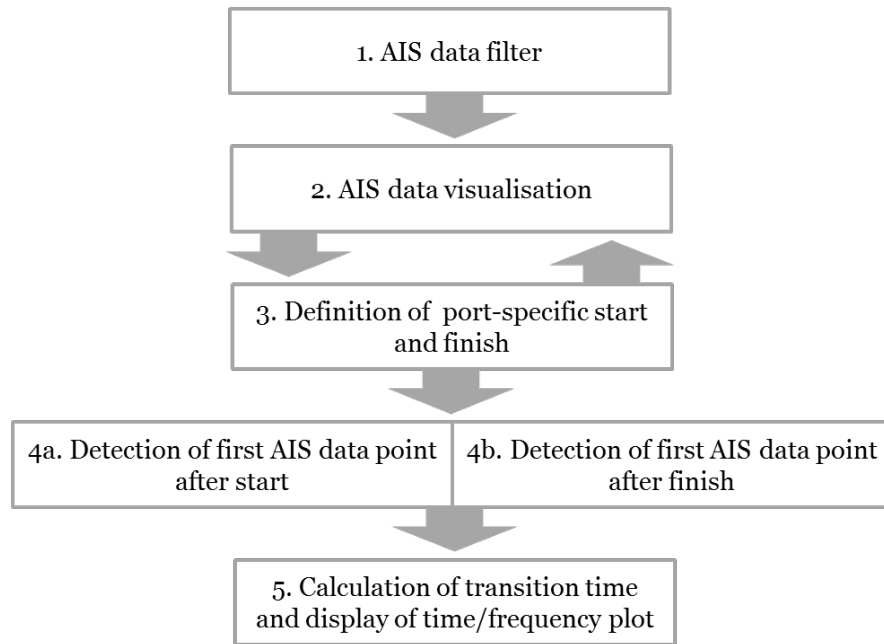 1. AIS data filter
2. AIS data visualisation
3. Definition of port-specific start
and finish
4a. Detection of first AIS data point
after start
4b. Detection of first AIS data point
after finish
5. Calculation of transition time
and display of time/frequency plot